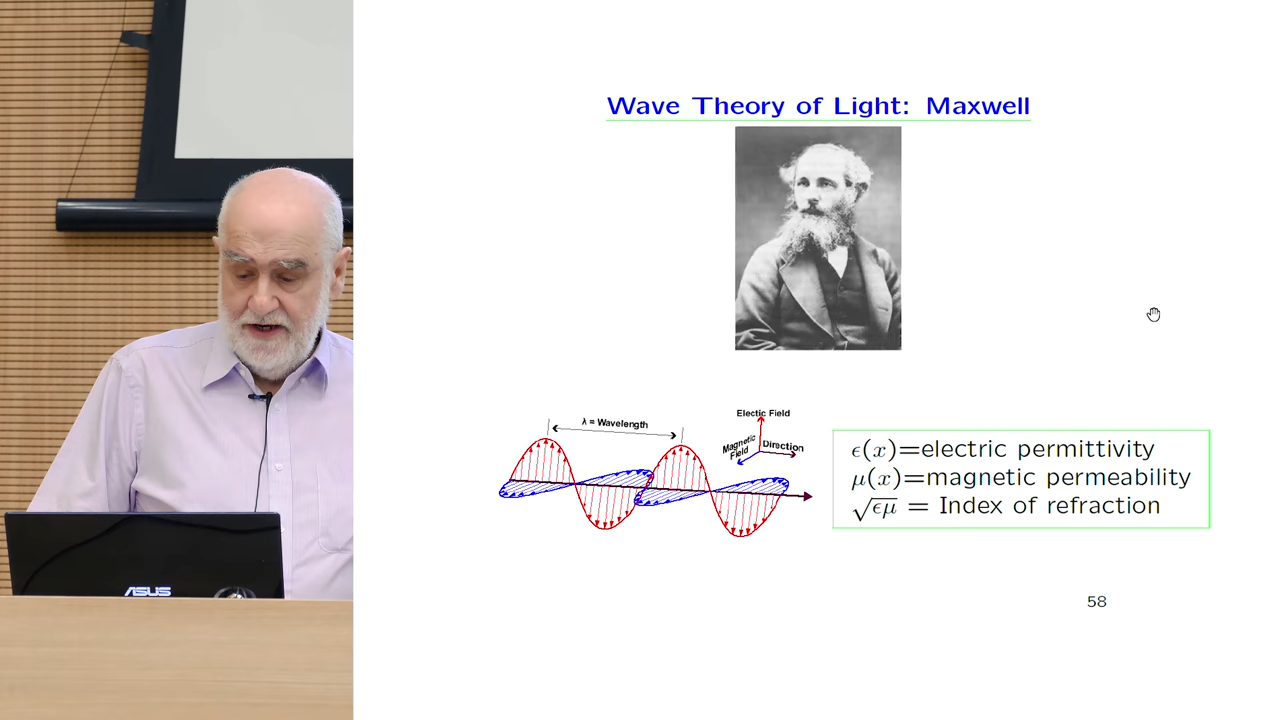 Wave Theory of Light: Maxwell
λ = Wavelength
Electic Field
Magnetic
Field
Direction
ϵ(x)=electric permittivity
μ(x)=magnetic permeability
√ϵμ = Index of refraction
58
ASUS